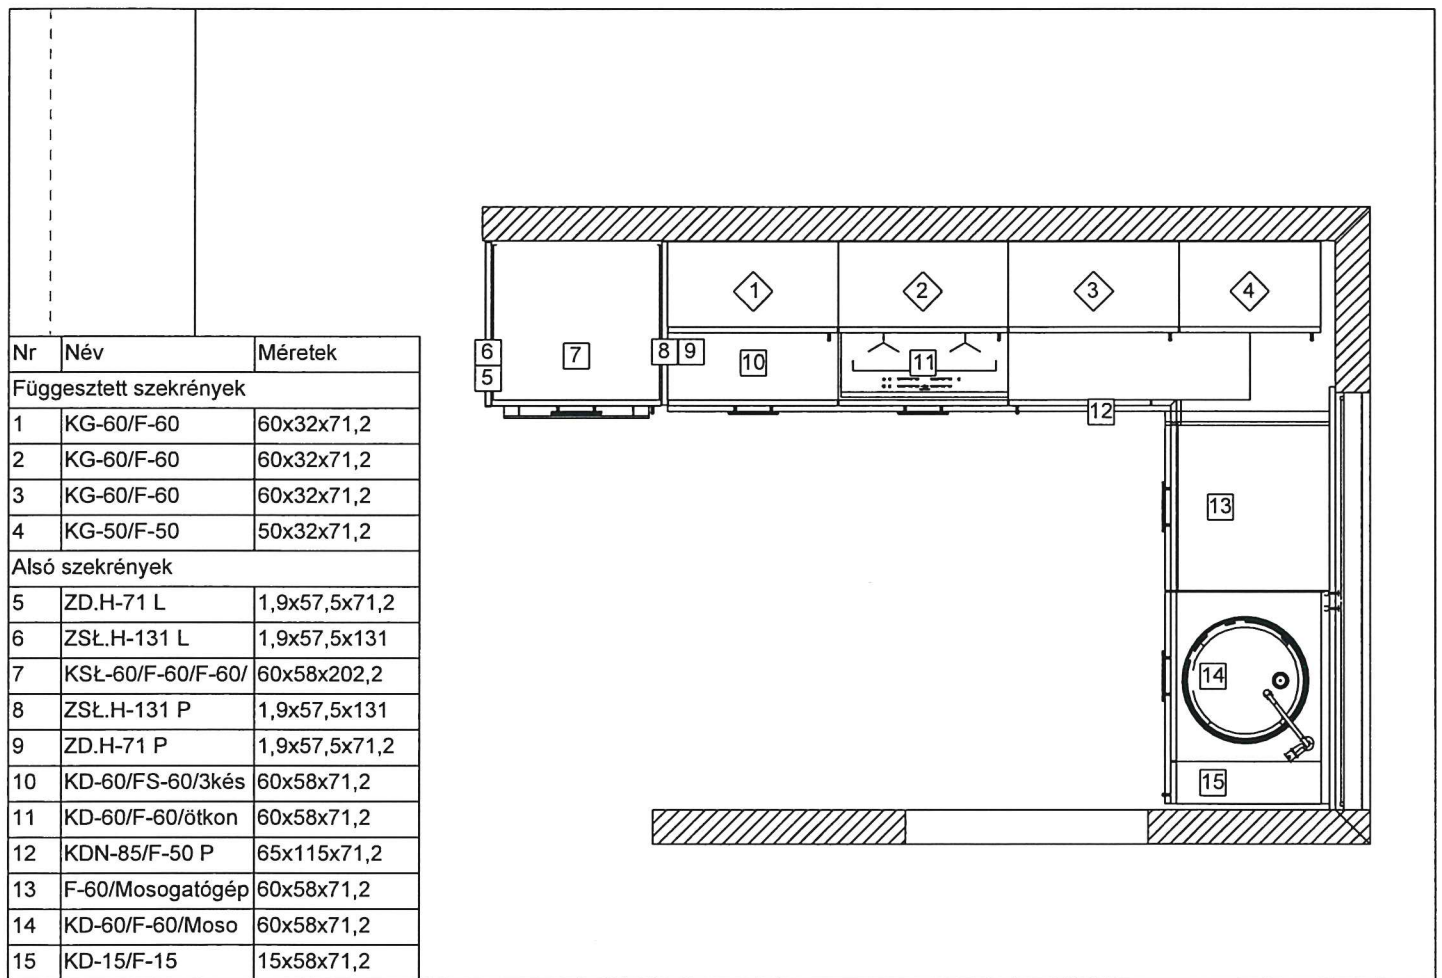 Nr Név Méretek
Függesztett szekrények
1 KG-60/F-60 60x32x71,2
2 KG-60/F-60 60x32x71,2
3 KG-60/F-60 60x32x71,2
4 KG-50/F-50 50x32x71,2
Alsó szekrények
5 ZD.H-71 L 1,9x57,5x71,2
6 ZSŁ.H-131 L 1,9x57,5x131
7 KSŁ-60/F-60/F-60/ 60x58x202,2
8 ZSŁ.H-131 P 1,9x57,5x131
9 ZD.H-71 P 1,9x57,5x71,2
10 KD-60/FS-60/3kés 60x58x71,2
11 KD-60/F-60/ötkon 60x58x71,2
12 KDN-85/F-50 P 65x115x71,2
13 F-60/Mosogatógép 60x58x71,2
14 KD-60/F-60/Moso 60x58x71,2
15 KD-15/F-15 15x58x71,2
1 2 3 4
6 7 8 9 10 11
5
12
13
14
15